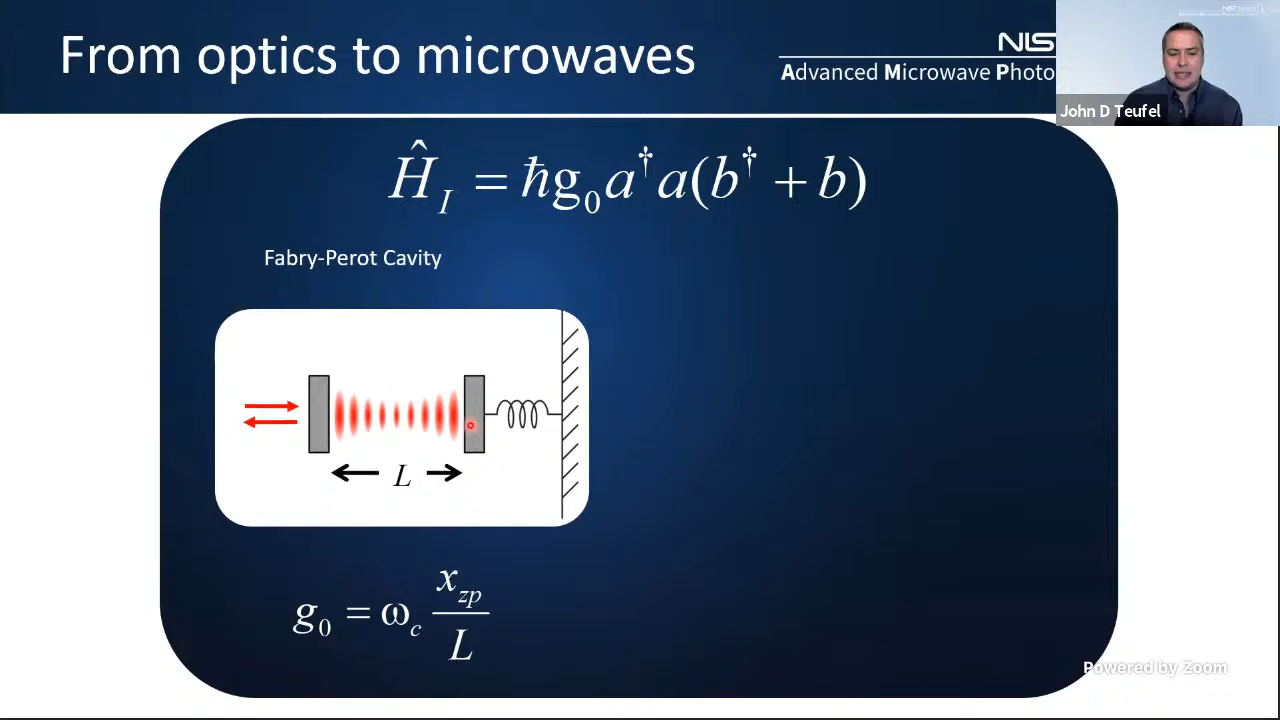 From optics to microwaves
NIS
Advanced Microwave Photo
John D Teufel
Ĥ_I = ħg₀a†a(b† + b)
Fabry-Perot Cavity
L
g₀ = ω_c x_zp / L
Powered by Zoom